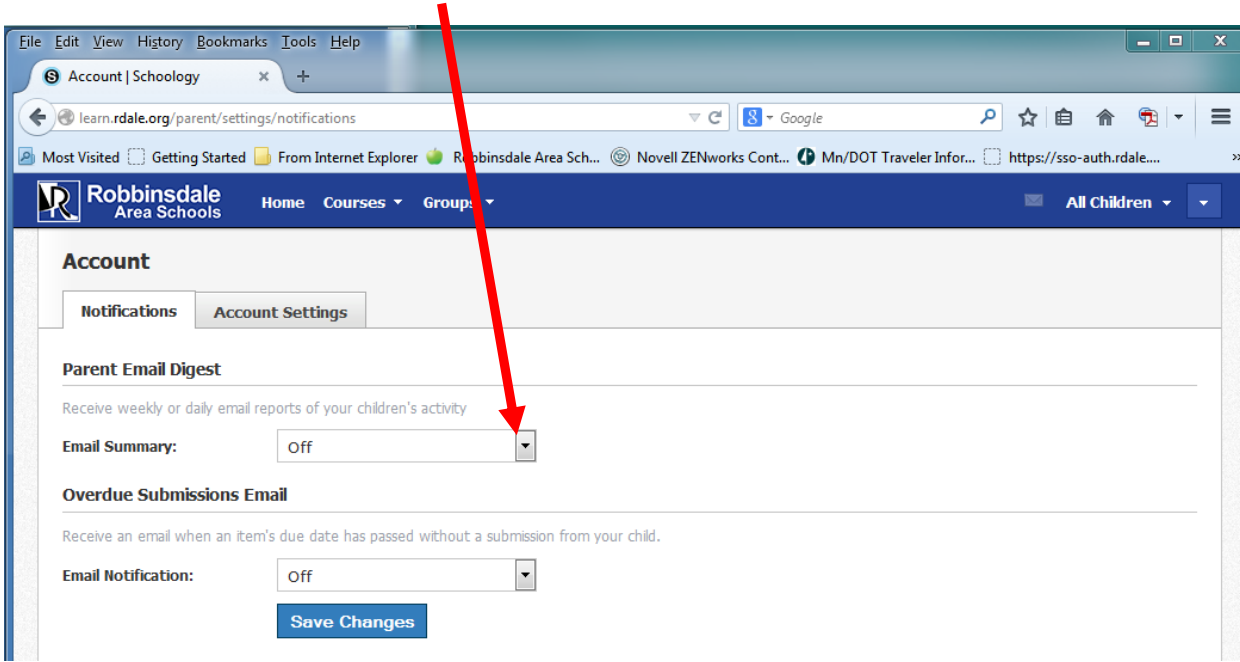 File Edit View History Bookmarks Tools Help
Account | Schoology
learn.rdale.org/parent/settings/notifications
Google
Most Visited Getting Started From Internet Explorer Robbinsdale Area Sch... Novell ZENworks Cont... Mn/DOT Traveler Infor... https://sso-auth.rdale....
Robbinsdale
Area Schools
Home Courses Groups All Children
Account
Notifications Account Settings
Parent Email Digest
Receive weekly or daily email reports of your children's activity
Email Summary: Off
Overdue Submissions Email
Receive an email when an item's due date has passed without a submission from your child.
Email Notification: Off
Save Changes